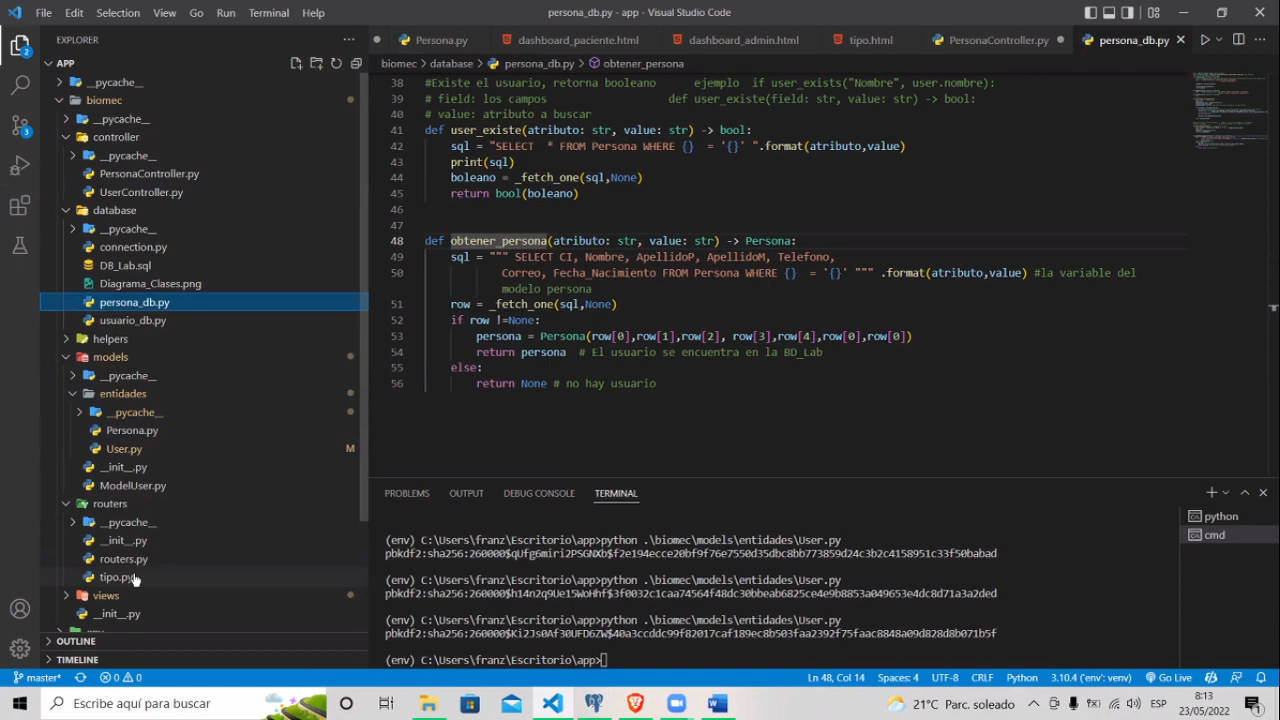 File Edit Selection View Go Run Terminal Help
persona_db.py - app - Visual Studio Code
EXPLORER
Persona.py dashboard_paciente.html dashboard_admin.html tipo.html PersonaController.py persona_db.py
APP
biomec database persona_db.py obtener_persona
__pycache__
biomec
__pycache__
controller
__pycache__
PersonaController.py
UserController.py
database
__pycache__
connection.py
DB_Lab.sql
Diagrama_Clases.png
persona_db.py
usuario_db.py
helpers
models
__pycache__
entidades
__pycache__
Persona.py
User.py M
__init__.py
ModelUser.py
routers
__pycache__
__init__.py
routers.py
tipo.py
views
__init__.py
OUTLINE
TIMELINE
2
3
38 #Existe el usuario, retorna booleano ejemplo if user_exists("Nombre", user.nombre):
39 # field: los campos def user_existe(field: str, value: str) -> bool:
40 # value: atributo a buscar
41 def user_existe(atributo: str, value: str) -> bool:
42 sql = "SELECT * FROM Persona WHERE {} = '{}' ".format(atributo,value)
43 print(sql)
44 boleano = _fetch_one(sql,None)
45 return bool(boleano)
46
47
48 def obtener_persona(atributo: str, value: str) -> Persona:
49 sql = """ SELECT CI, Nombre, ApellidoP, ApellidoM, Telefono,
50 Correo, Fecha_Nacimiento FROM Persona WHERE {} = '{}' """ .format(atributo,value) #la variable del
modelo persona
51 row = _fetch_one(sql,None)
52 if row !=None:
53 persona = Persona(row[0],row[1],row[2], row[3],row[4],row[0],row[0])
54 return persona # El usuario se encuentra en la BD_Lab
55 else:
56 return None # no hay usuario
PROBLEMS OUTPUT DEBUG CONSOLE TERMINAL
python
cmd
(env) C:\Users\franz\Escritorio\app>python .\biomec\models\entidades\User.py
pbkdf2:sha256:260000$qUfg6miri2PSGNXb$f2e194ecce20bf9f76e7550d35dbc8bb773859d24c3b2c4158951c33f50babad
(env) C:\Users\franz\Escritorio\app>python .\biomec\models\entidades\User.py
pbkdf2:sha256:260000$h14n2q9Ue15WoHhf$3f0032c1caa74564f48dc30bbeab6825ce4e9b8853a049653e4dc8d71a3a2ded
(env) C:\Users\franz\Escritorio\app>python .\biomec\models\entidades\User.py
pbkdf2:sha256:260000$Ki2Js0Af30UFD6ZW$40a3ccddc99f82017caf189ec8b503faa2392f75faac8848a09d828d8b071b5f
(env) C:\Users\franz\Escritorio\app>
master* 0 0
Ln 48, Col 14 Spaces: 4 UTF-8 CRLF Python 3.10.4 ('env': venv) Go Live
Escribe aquí para buscar
21°C Parc. soleado ESP
8:13
23/05/2022
1